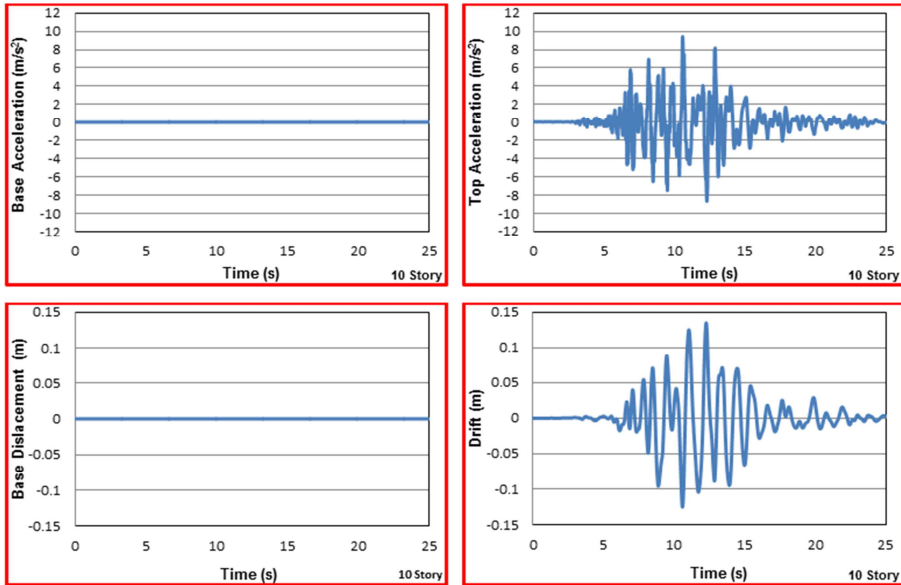 12
10
8
6
4
2
0
-2
-4
-6
-8
-10
-12
Base Acceleration (m/s²)
0 5 10 15 20 25
Time (s)
10 Story
12
10
8
6
4
2
0
-2
-4
-6
-8
-10
-12
Top Acceleration (m/s²)
0 5 10 15 20 25
Time (s)
10 Story
0.15
0.1
0.05
0
-0.05
-0.1
-0.15
Base Dislacement (m)
0 5 10 15 20 25
Time (s)
10 Story
0.15
0.1
0.05
0
-0.05
-0.1
-0.15
Drift (m)
0 5 10 15 20 25
Time (s)
10 Story